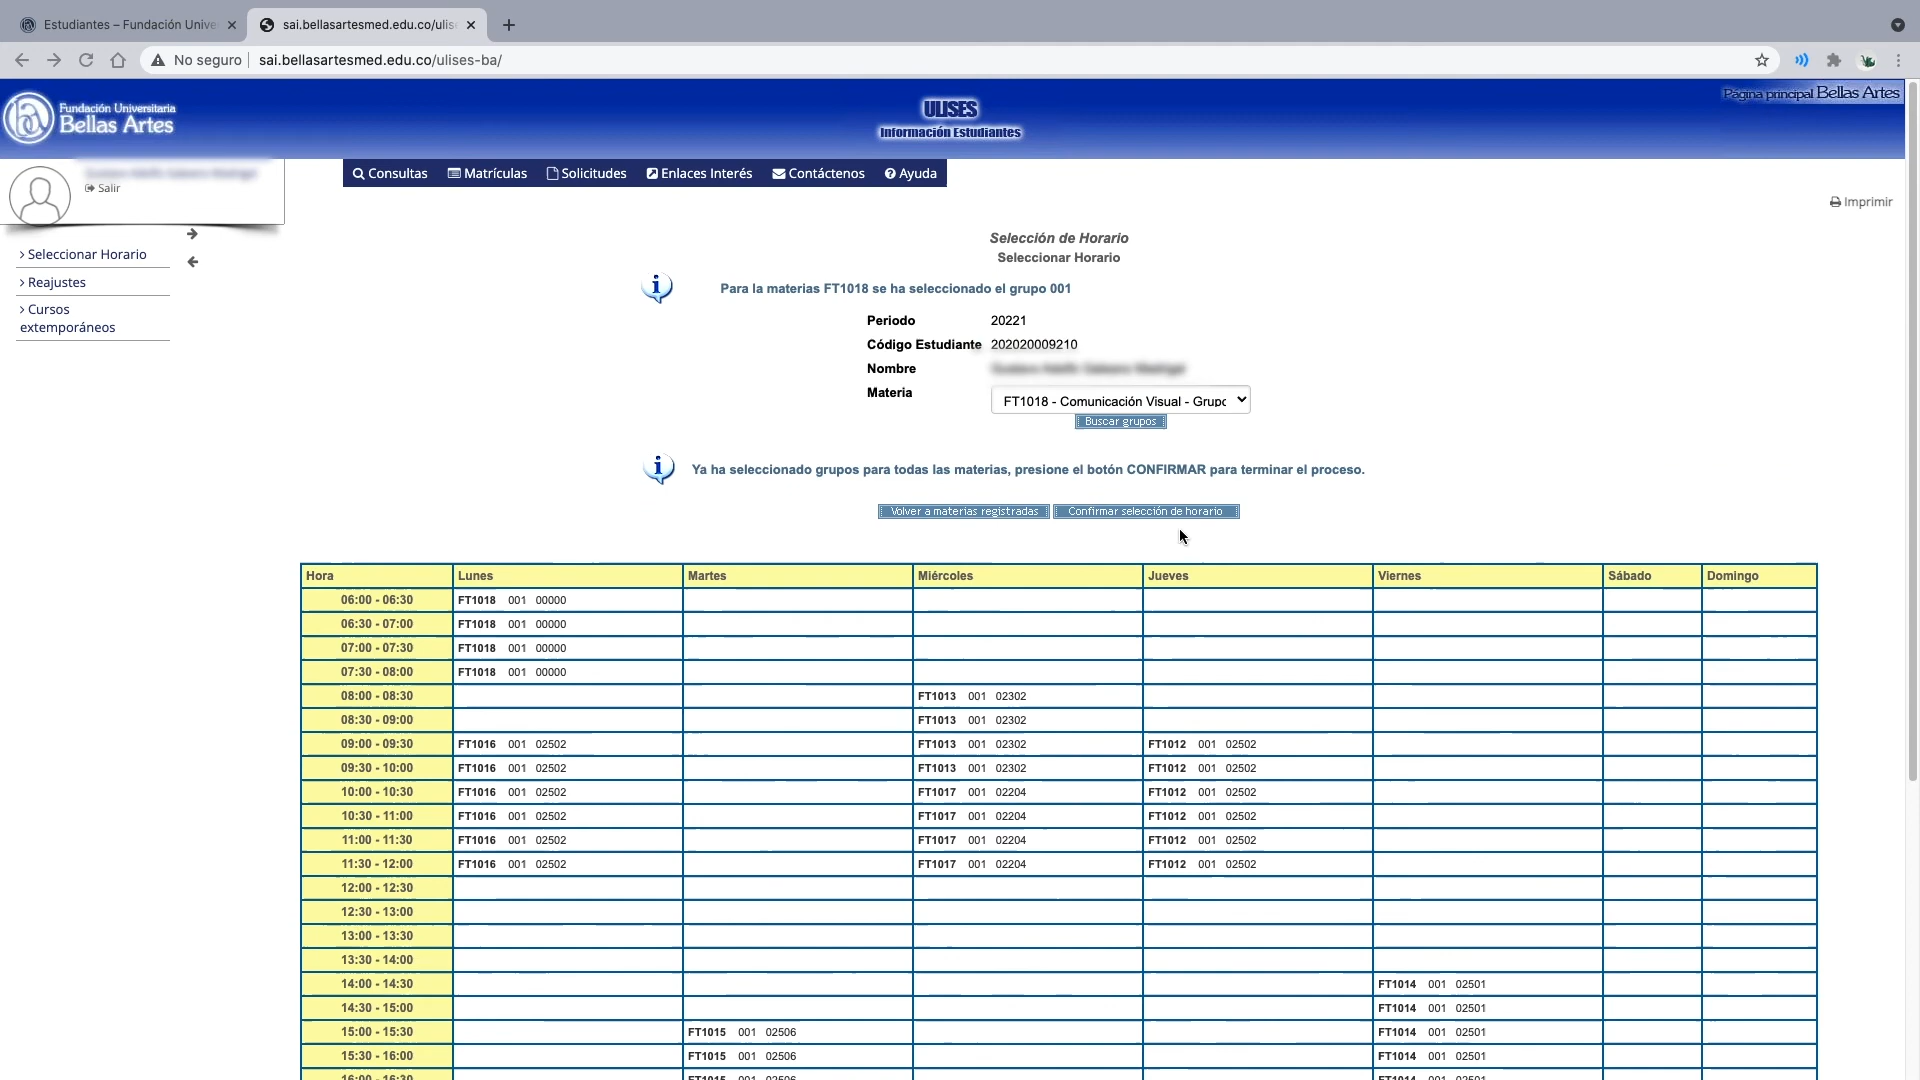 Estudiantes – Fundación Unive
sai.bellasartesmed.edu.co/ulis
No seguro
sai.bellasartesmed.edu.co/ulises-ba/
Fundación Universitaria
Bellas Artes
ULISES
Información Estudiantes
Página principal Bellas Artes
Salir
Consultas
Matrículas
Solicitudes
Enlaces Interés
Contáctenos
Ayuda
Imprimir
Seleccionar Horario
Reajustes
Cursos
extemporáneos
Selección de Horario
Seleccionar Horario
Para la materias FT1018 se ha seleccionado el grupo 001
Periodo 20221
Código Estudiante 202020009210
Nombre
Materia FT1018 - Comunicación Visual - Grupo
Buscar grupos
Ya ha seleccionado grupos para todas las materias, presione el botón CONFIRMAR para terminar el proceso.
Volver a materias registradas Confirmar selección de horario
Hora Lunes Martes Miércoles Jueves Viernes Sábado Domingo
06:00 - 06:30 FT1018 001 00000
06:30 - 07:00 FT1018 001 00000
07:00 - 07:30 FT1018 001 00000
07:30 - 08:00 FT1018 001 00000
08:00 - 08:30 FT1013 001 02302
08:30 - 09:00 FT1013 001 02302
09:00 - 09:30 FT1016 001 02502 FT1013 001 02302 FT1012 001 02502
09:30 - 10:00 FT1016 001 02502 FT1013 001 02302 FT1012 001 02502
10:00 - 10:30 FT1016 001 02502 FT1017 001 02204 FT1012 001 02502
10:30 - 11:00 FT1016 001 02502 FT1017 001 02204 FT1012 001 02502
11:00 - 11:30 FT1016 001 02502 FT1017 001 02204 FT1012 001 02502
11:30 - 12:00 FT1016 001 02502 FT1017 001 02204 FT1012 001 02502
12:00 - 12:30
12:30 - 13:00
13:00 - 13:30
13:30 - 14:00
14:00 - 14:30 FT1014 001 02501
14:30 - 15:00 FT1014 001 02501
15:00 - 15:30 FT1015 001 02506 FT1014 001 02501
15:30 - 16:00 FT1015 001 02506 FT1014 001 02501
16:00 - 16:30 FT1015 001 02506 FT1014 001 02501